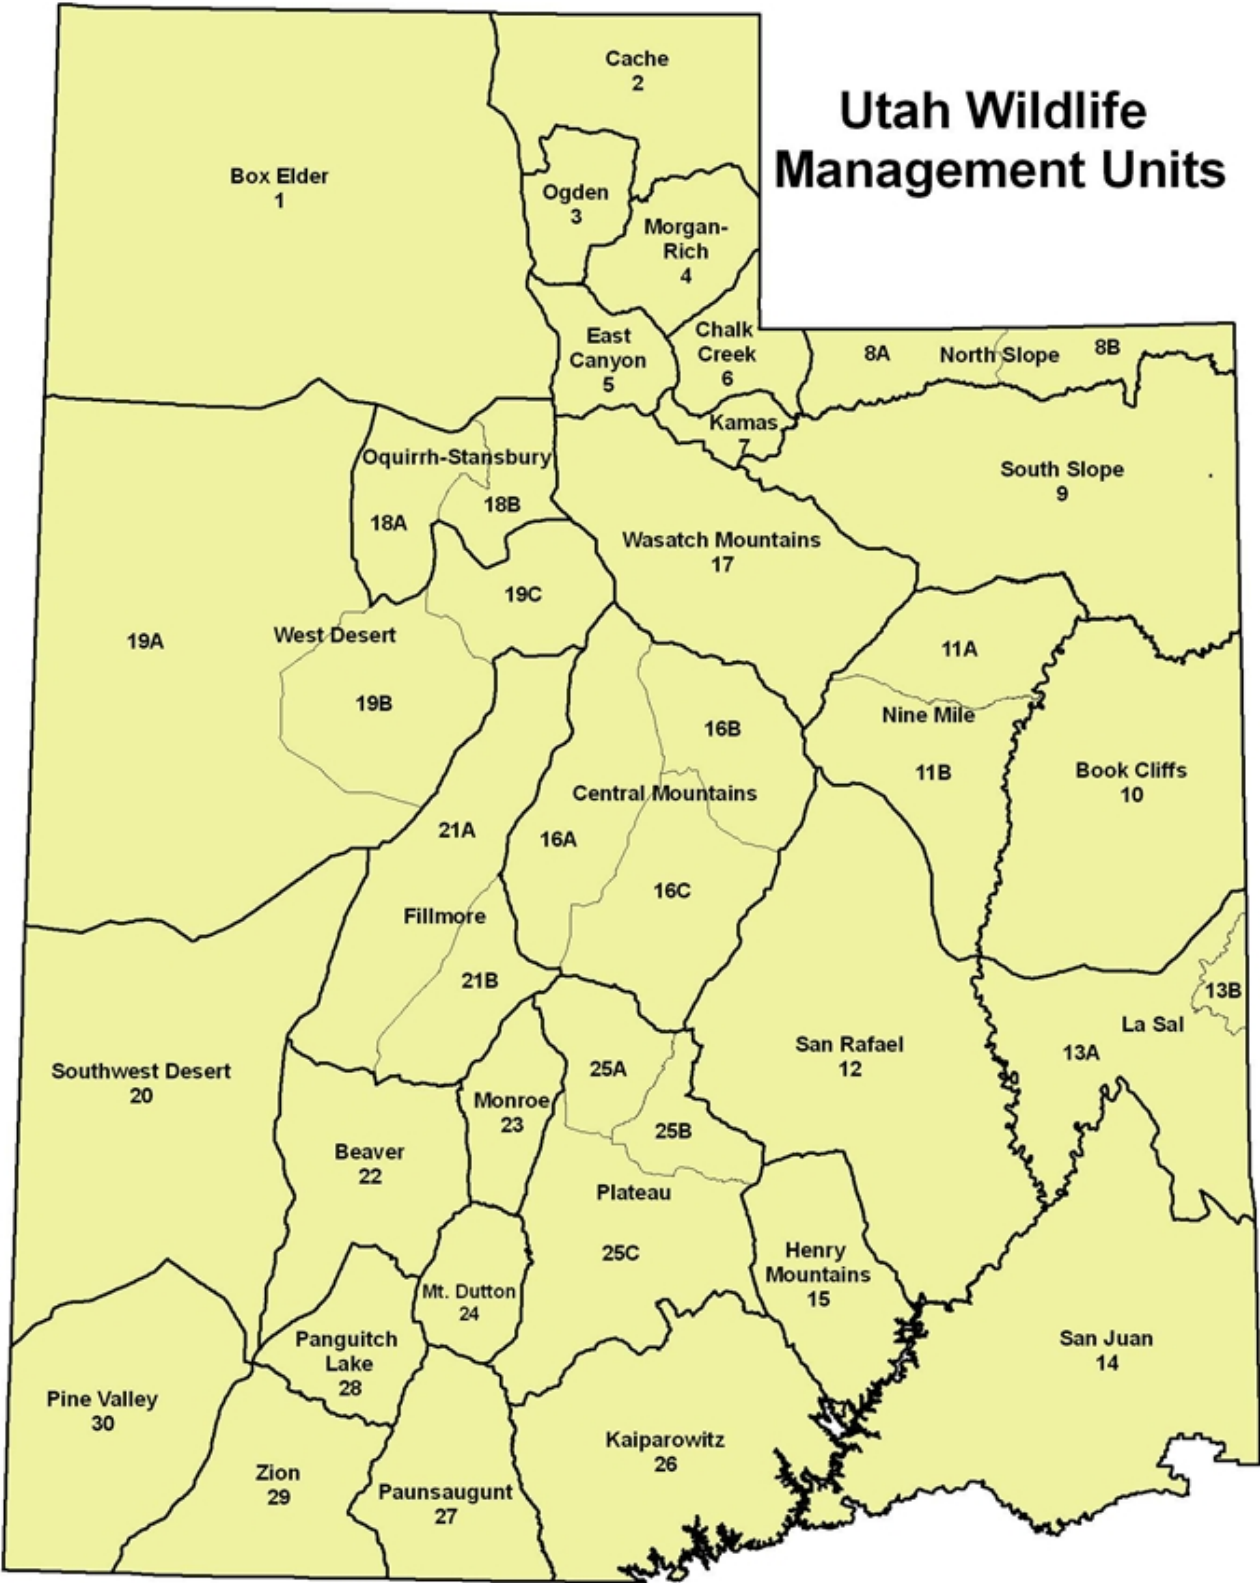 Utah Wildlife
Management Units
Cache
2
Box Elder
1
Ogden
3
Morgan-
Rich
4
East
Canyon
5
Chalk
Creek
6
8A
North Slope
8B
Kamas
7
Oquirrh-Stansbury
18A
18B
South Slope
9
Wasatch Mountains
17
19C
19A
West Desert
19B
11A
Nine Mile
11B
16B
Book Cliffs
10
Central Mountains
16A
16C
21A
Fillmore
21B
13B
La Sal
13A
San Rafael
12
Southwest Desert
20
25A
Monroe
23
25B
Beaver
22
Plateau
25C
Henry
Mountains
15
Mt. Dutton
24
Panguitch
Lake
28
San Juan
14
Pine Valley
30
Kaiparowitz
26
Zion
29
Paunsaugunt
27